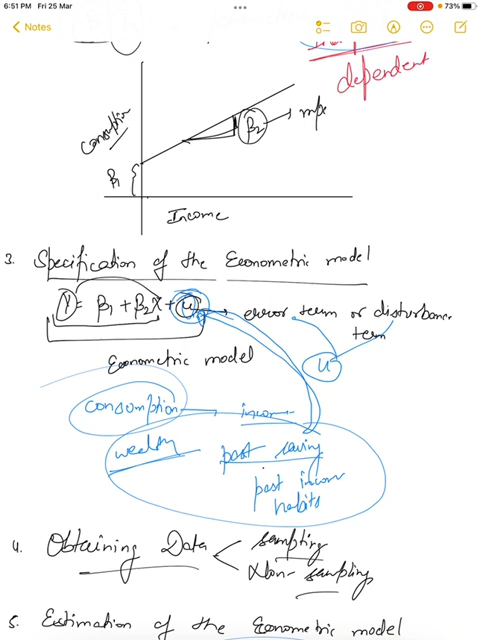 6:51 PM Fri 25 Mar
73%
Notes
dependent
Consumption
β2 → mpc
β1
Income
3. Specification of the Econometric model
Y = β1 + β2X + u → error term or disturbance
term
u
Econometric model
consumption income
wealth past saving
past income
habits
4. Obtaining Data
sampling
Non-sampling
5. Estimation of the Econometric model